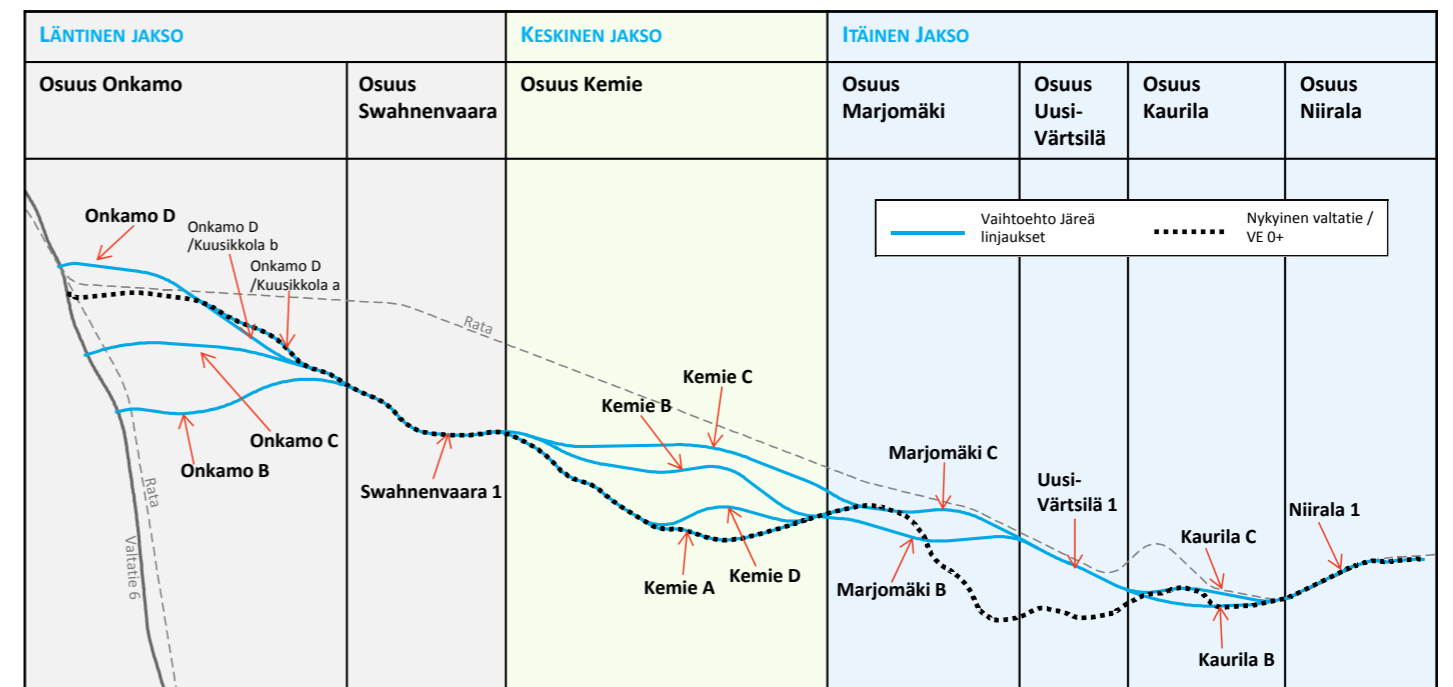 LÄNTINEN JAKSO
KESKINEN JAKSO
ITÄINEN JAKSO
Osuus Onkamo
Osuus
Swahnenvaara
Osuus Kemie
Osuus
Marjomäki
Osuus
Uusi-
Värtsilä
Osuus
Kaurila
Osuus
Niirala
Vaihtoehto Järeä
linjaukset
Nykyinen valtatie /
VE 0+
Onkamo D
Onkamo D
/Kuusikkola b
Onkamo D
/Kuusikkola a
Rata
Kemie C
Kemie B
Onkamo C
Onkamo B
Marjomäki C
Swahnenvaara 1
Uusi-
Värtsilä 1
Niirala 1
Rata
Kaurila C
Valtatie 6
Kemie D
Kemie A
Marjomäki B
Kaurila B